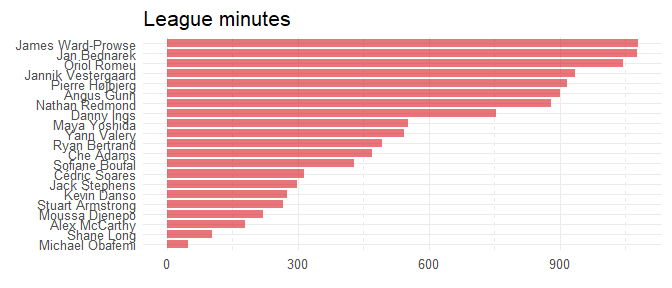 League minutes
James Ward-Prowse
Jan Bednarek
Oriol Romeu
Jannik Vestergaard
Pierre Højbjerg
Angus Gunn
Nathan Redmond
Danny Ings
Maya Yoshida
Yann Valery
Ryan Bertrand
Che Adams
Sofiane Boufal
Cédric Soares
Jack Stephens
Kevin Danso
Stuart Armstrong
Moussa Djenepo
Alex McCarthy
Shane Long
Michael Obafemi
0 300 600 900